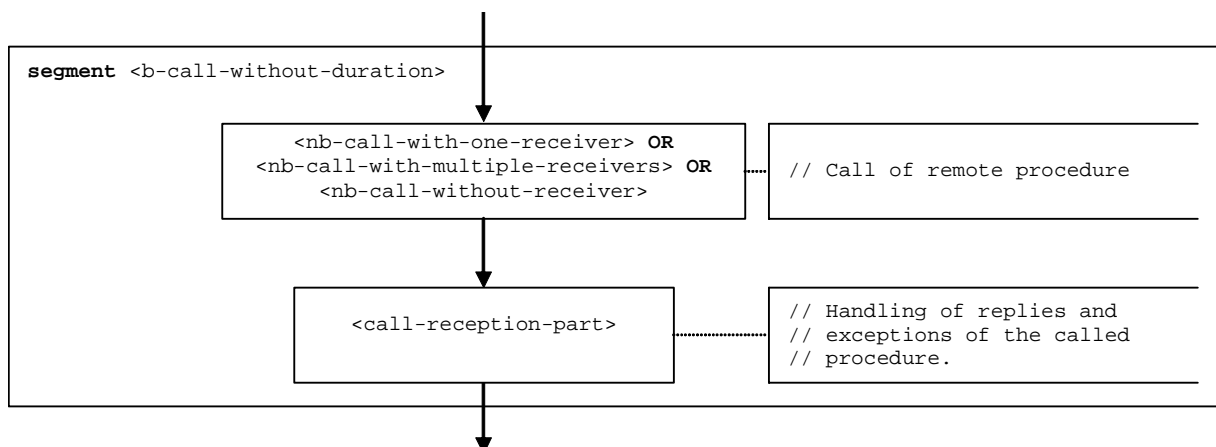 segment <b-call-without-duration>
<nb-call-with-one-receiver> OR
<nb-call-with-multiple-receivers> OR
<nb-call-without-receiver>
// Call of remote procedure
<call-reception-part>
// Handling of replies and
// exceptions of the called
// procedure.